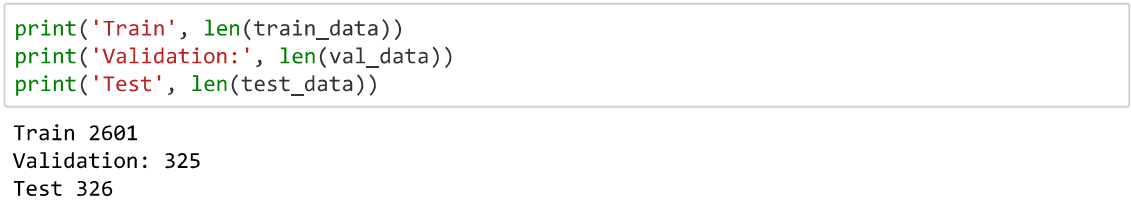 print('Train', len(train_data))
print('Validation:', len(val_data))
print('Test', len(test_data))
Train 2601
Validation: 325
Test 326